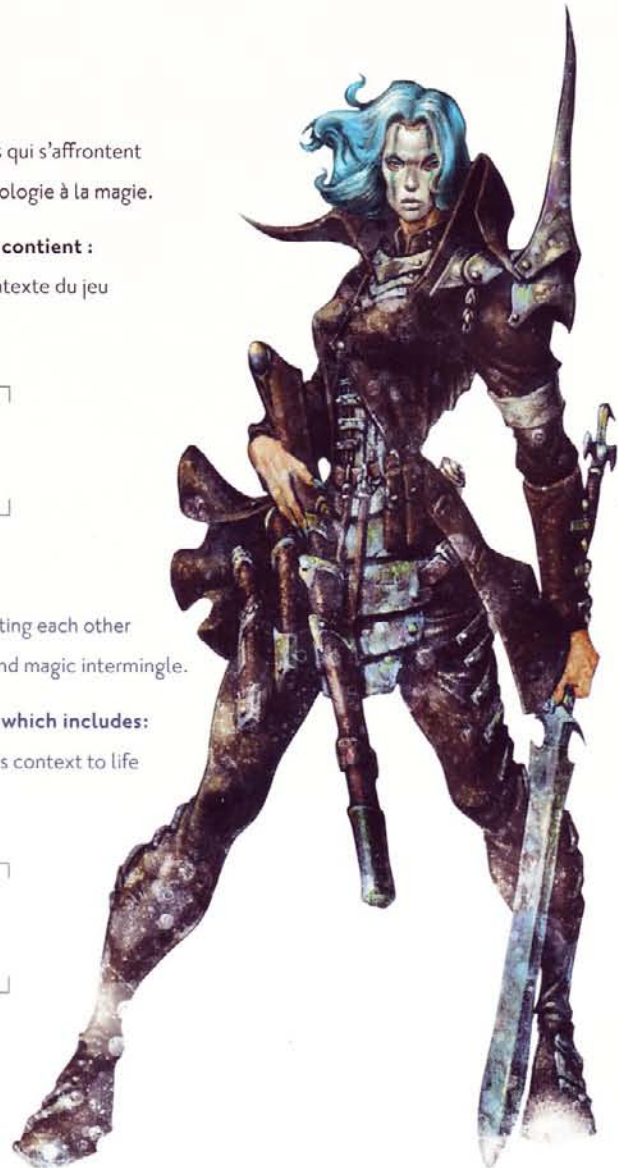 s qui s'affrontent
ologie à la magie.
contient :
texte du jeu
ting each other
nd magic intermingle.
which includes:
s context to life